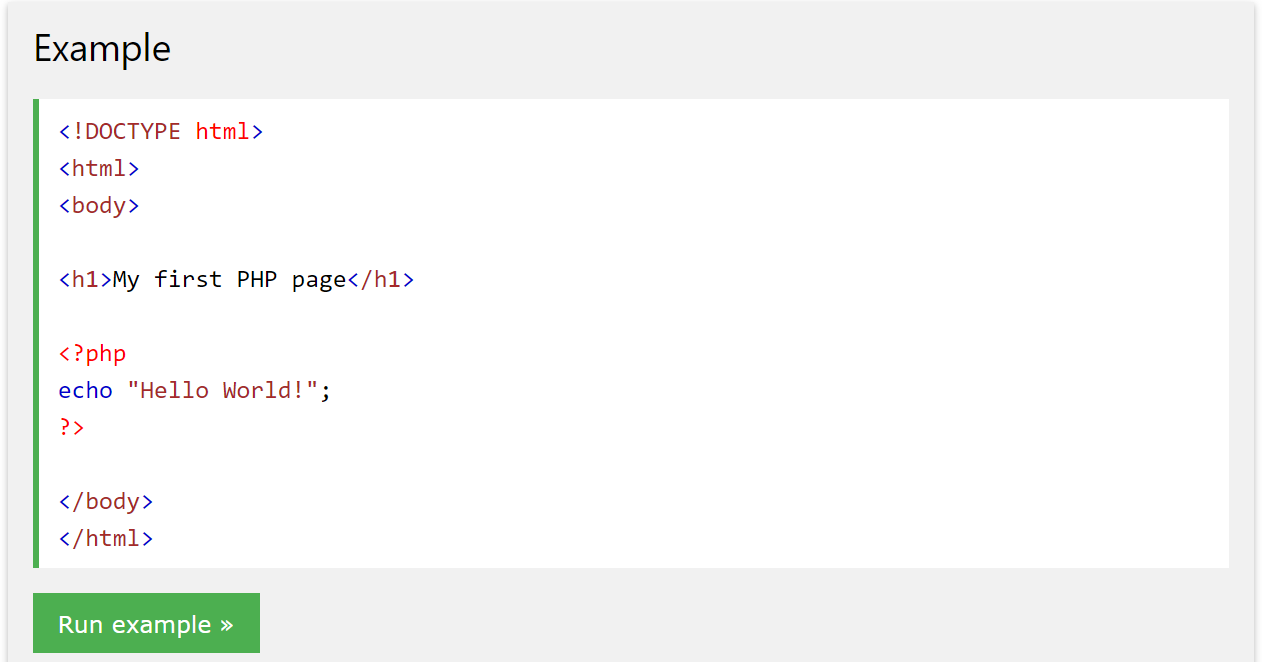 Example
<!DOCTYPE html>
<html>
<body>
<h1>My first PHP page</h1>
<?php
echo "Hello World!";
?>
</body>
</html>
Run example »